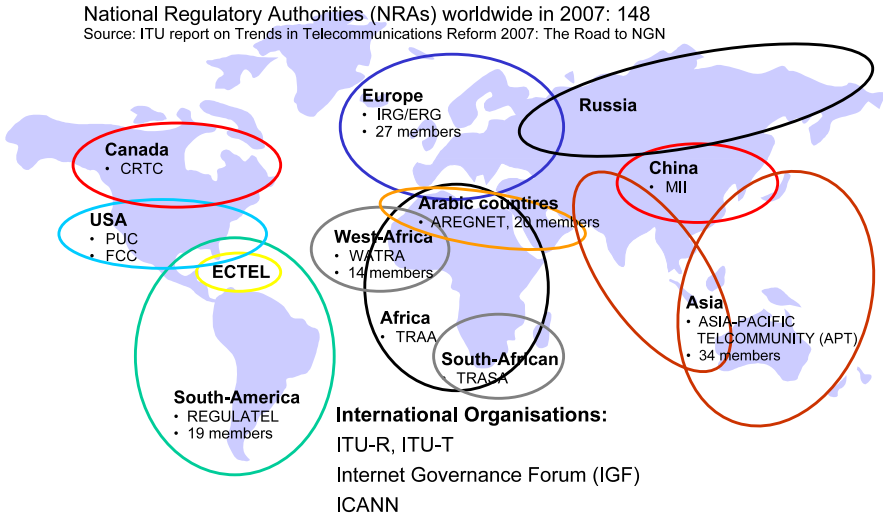 National Regulatory Authorities (NRAs) worldwide in 2007: 148
Source: ITU report on Trends in Telecommunications Reform 2007: The Road to NGN
Europe
• IRG/ERG
• 27 members
Russia
Canada
• CRTC
China
• MII
USA
• PUC
• FCC
Arabic countires
• AREGNET, 20 members
West-Africa
• WATRA
• 14 members
ECTEL
Africa
• TRAA
Asia
• ASIA-PACIFIC
TELCOMMUNITY (APT)
• 34 members
South-African
• TRASA
South-America
• REGULATEL
• 19 members
International Organisations:
ITU-R, ITU-T
Internet Governance Forum (IGF)
ICANN